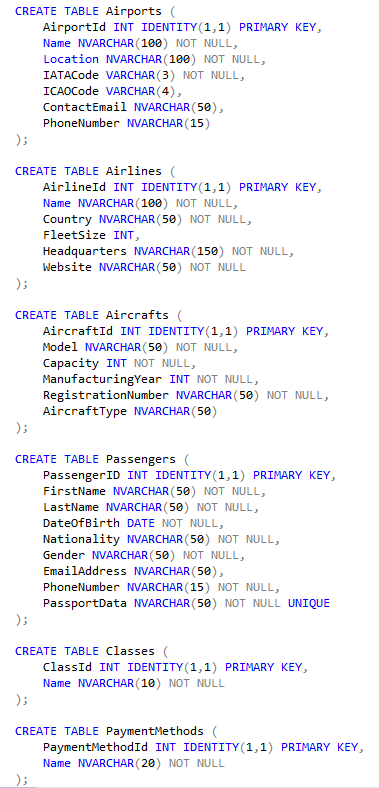 CREATE TABLE Airports (
    AirportId INT IDENTITY(1,1) PRIMARY KEY,
    Name NVARCHAR(100) NOT NULL,
    Location NVARCHAR(100) NOT NULL,
    IATACode VARCHAR(3) NOT NULL,
    ICAOCode VARCHAR(4),
    ContactEmail NVARCHAR(50),
    PhoneNumber NVARCHAR(15)
);

CREATE TABLE Airlines (
    AirlineId INT IDENTITY(1,1) PRIMARY KEY,
    Name NVARCHAR(100) NOT NULL,
    Country NVARCHAR(50) NOT NULL,
    FleetSize INT,
    Headquarters NVARCHAR(150) NOT NULL,
    Website NVARCHAR(50) NOT NULL
);

CREATE TABLE Aircrafts (
    AircraftId INT IDENTITY(1,1) PRIMARY KEY,
    Model NVARCHAR(50) NOT NULL,
    Capacity INT NOT NULL,
    ManufacturingYear INT NOT NULL,
    RegistrationNumber NVARCHAR(50) NOT NULL,
    AircraftType NVARCHAR(50)
);

CREATE TABLE Passengers (
    PassengerID INT IDENTITY(1,1) PRIMARY KEY,
    FirstName NVARCHAR(50) NOT NULL,
    LastName NVARCHAR(50) NOT NULL,
    DateOfBirth DATE NOT NULL,
    Nationality NVARCHAR(50) NOT NULL,
    Gender NVARCHAR(50) NOT NULL,
    EmailAddress NVARCHAR(50),
    PhoneNumber NVARCHAR(15) NOT NULL,
    PassportData NVARCHAR(50) NOT NULL UNIQUE
);

CREATE TABLE Classes (
    ClassId INT IDENTITY(1,1) PRIMARY KEY,
    Name NVARCHAR(10) NOT NULL
);

CREATE TABLE PaymentMethods (
    PaymentMethodId INT IDENTITY(1,1) PRIMARY KEY,
    Name NVARCHAR(20) NOT NULL
);